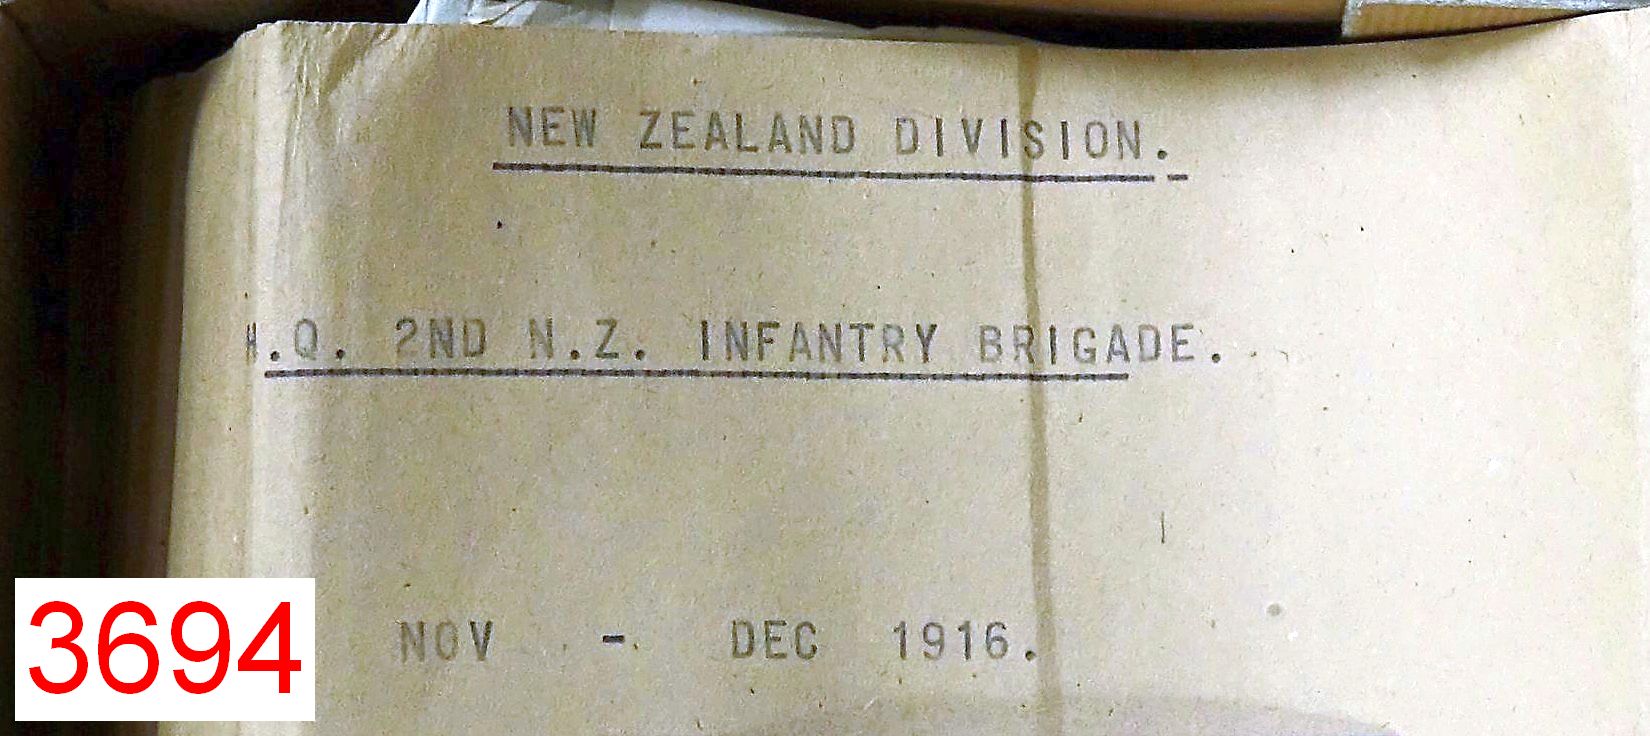 NEW ZEALAND DIVISION.
H.Q. 2ND N.Z. INFANTRY BRIGADE.
NOV - DEC 1916.
3694